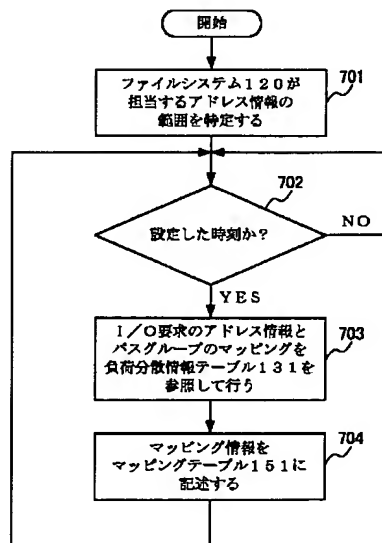 開始
ファイルシステム120が
担当するアドレス情報の
範囲を特定する
701
702
設定した時刻か?
NO
YES
I/O要求のアドレス情報と
パスグループのマッピングを
負荷分散情報テーブル131を
参照して行う
703
マッピング情報を
マッピングテーブル151に
記述する
704